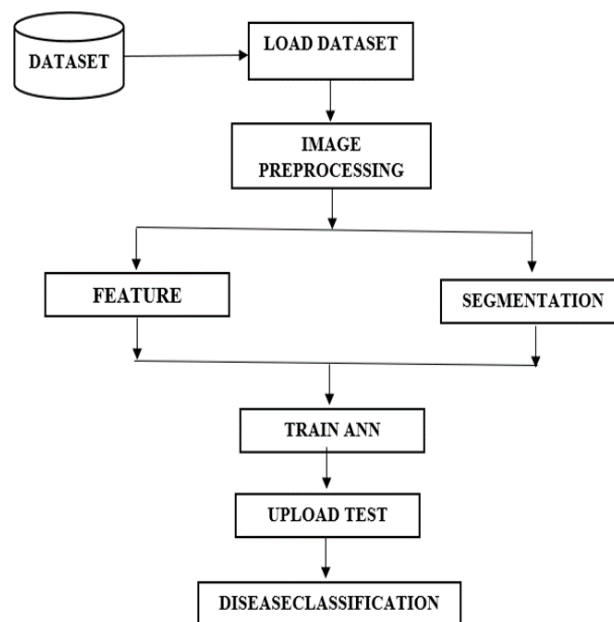 DATASET
LOAD DATASET
IMAGE
PREPROCESSING
FEATURE
SEGMENTATION
TRAIN ANN
UPLOAD TEST
DISEASECLASSIFICATION